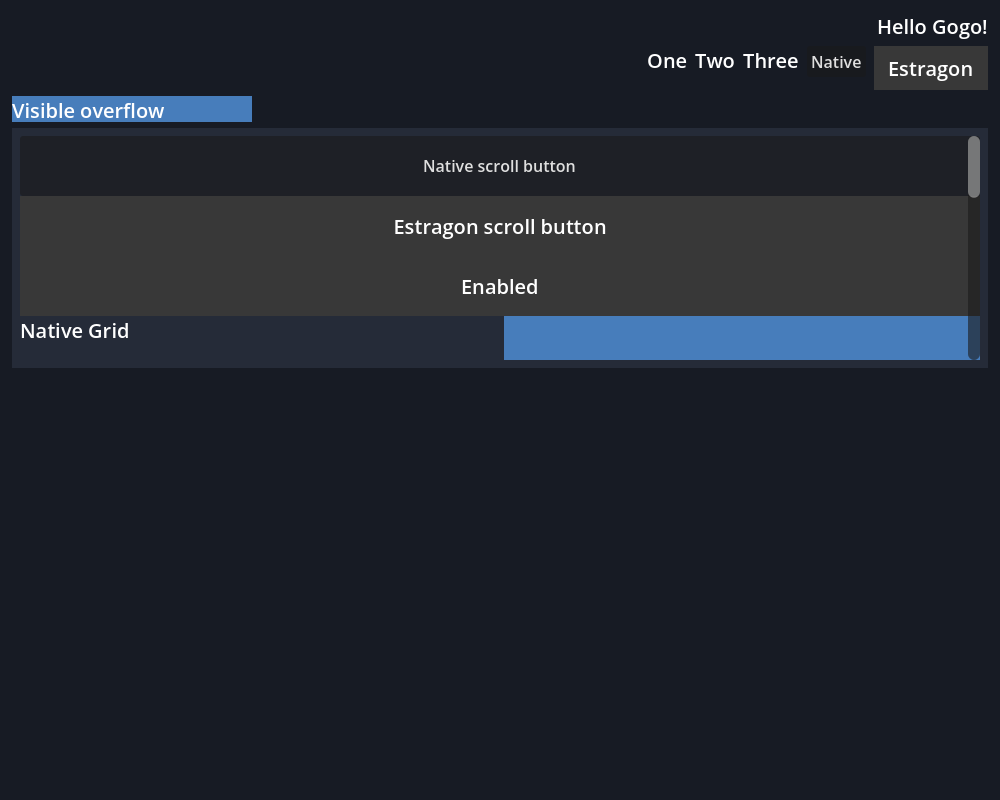 Hello Gogo!
One Two Three Native Estragon
Visible overflow
Native scroll button
Estragon scroll button
Enabled
Native Grid